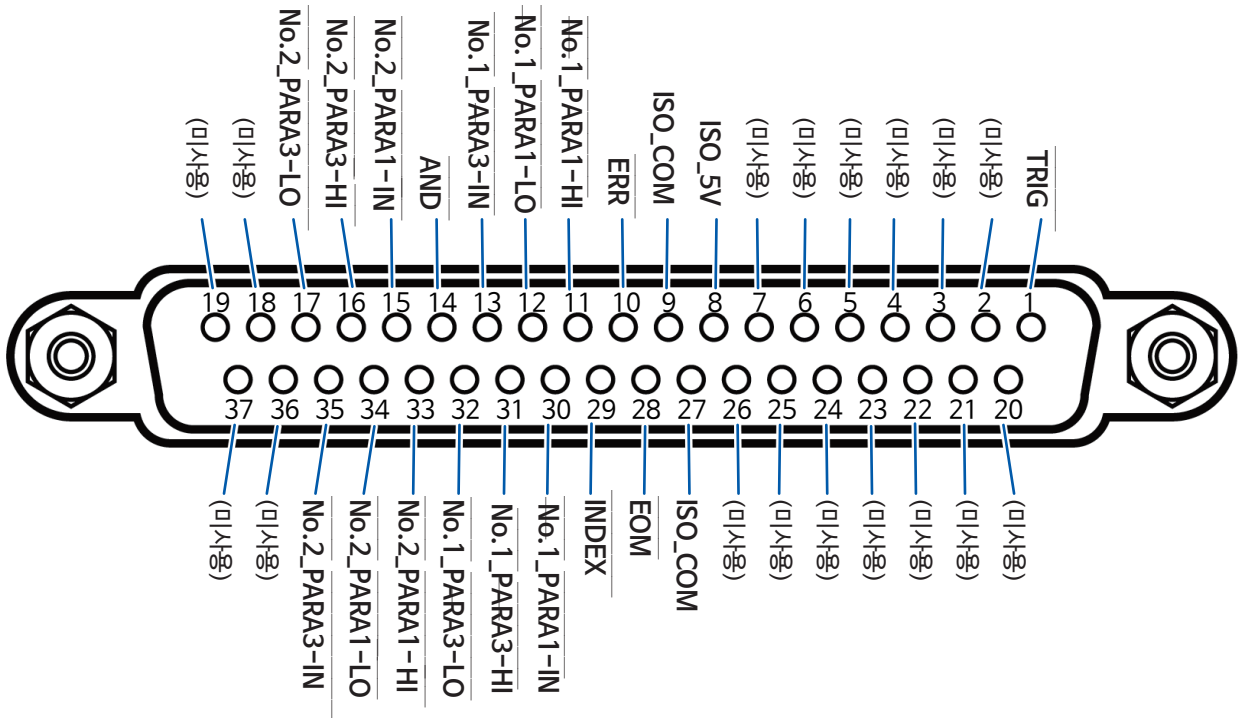 No.2_PARA3-LO
No.2_PARA3-HI
No.2_PARA1-IN
No.1_PARA3-IN
No.1_PARA1-LO
No.1_PARA1-HI
(미사용)
(미사용)
AND
ERR
ISO_COM
ISO_5V
(미사용)
(미사용)
(미사용)
(미사용)
(미사용)
(미사용)
TRIG
19 18 17 16 15 14 13 12 11 10 9 8 7 6 5 4 3 2 1
37 36 35 34 33 32 31 30 29 28 27 26 25 24 23 22 21 20
(미사용)
(미사용)
No.2_PARA3-IN
No.2_PARA1-LO
No.2_PARA1-HI
No.1_PARA3-LO
No.1_PARA3-HI
No.1_PARA1-IN
INDEX
EOM
ISO_COM
(미사용)
(미사용)
(미사용)
(미사용)
(미사용)
(미사용)
(미사용)